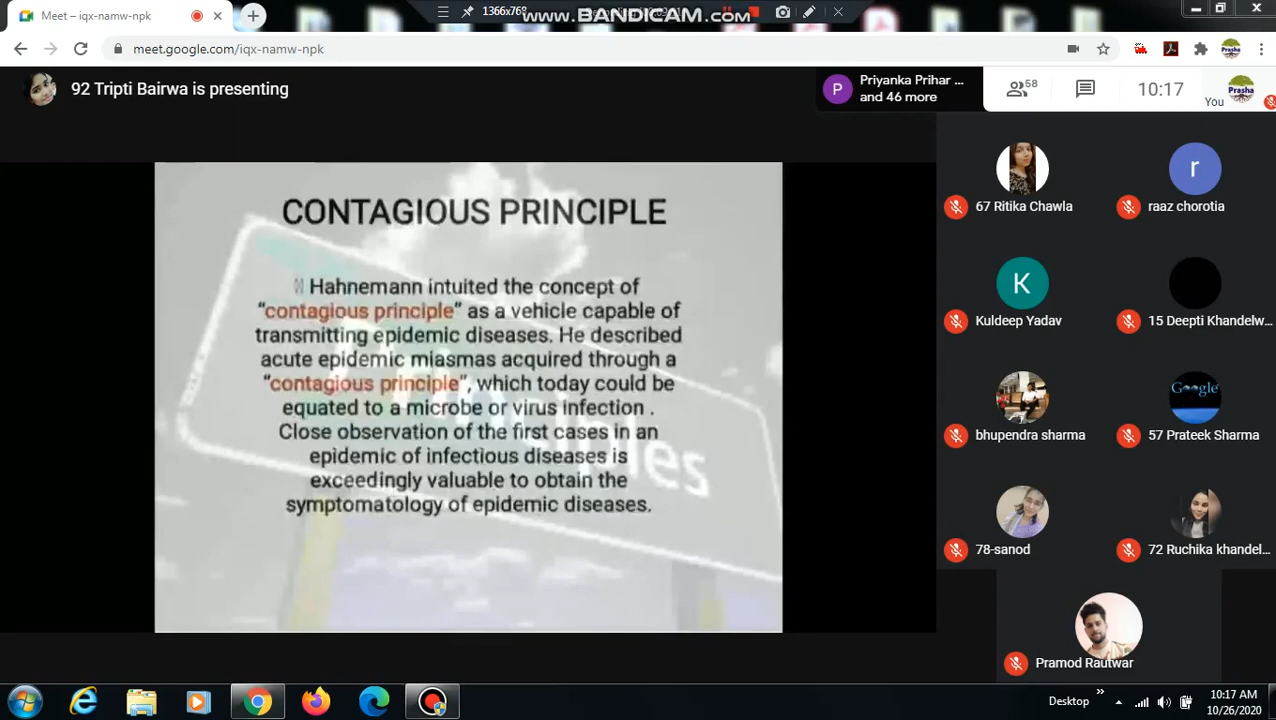 Meet – iqx-namw-npk
1366x768
www.BANDICAM.com
meet.google.com/iqx-namw-npk
92 Tripti Bairwa is presenting
P
Priyanka Prihar ...
and 46 more
58
10:17
You
Prasha
CONTAGIOUS PRINCIPLE
Hahnemann intuited the concept of
“contagious principle” as a vehicle capable of
transmitting epidemic diseases. He described
acute epidemic miasmas acquired through a
“contagious principle”, which today could be
equated to a microbe or virus infection .
Close observation of the first cases in an
epidemic of infectious diseases is
exceedingly valuable to obtain the
symptomatology of epidemic diseases.
Principles
67 Ritika Chawla
r
raaz chorotia
K
Kuldeep Yadav
15 Deepti Khandelw...
bhupendra sharma
Google
57 Prateek Sharma
78-sanod
72 Ruchika khandel...
Pramod Rautwar
Desktop
10:17 AM
10/26/2020